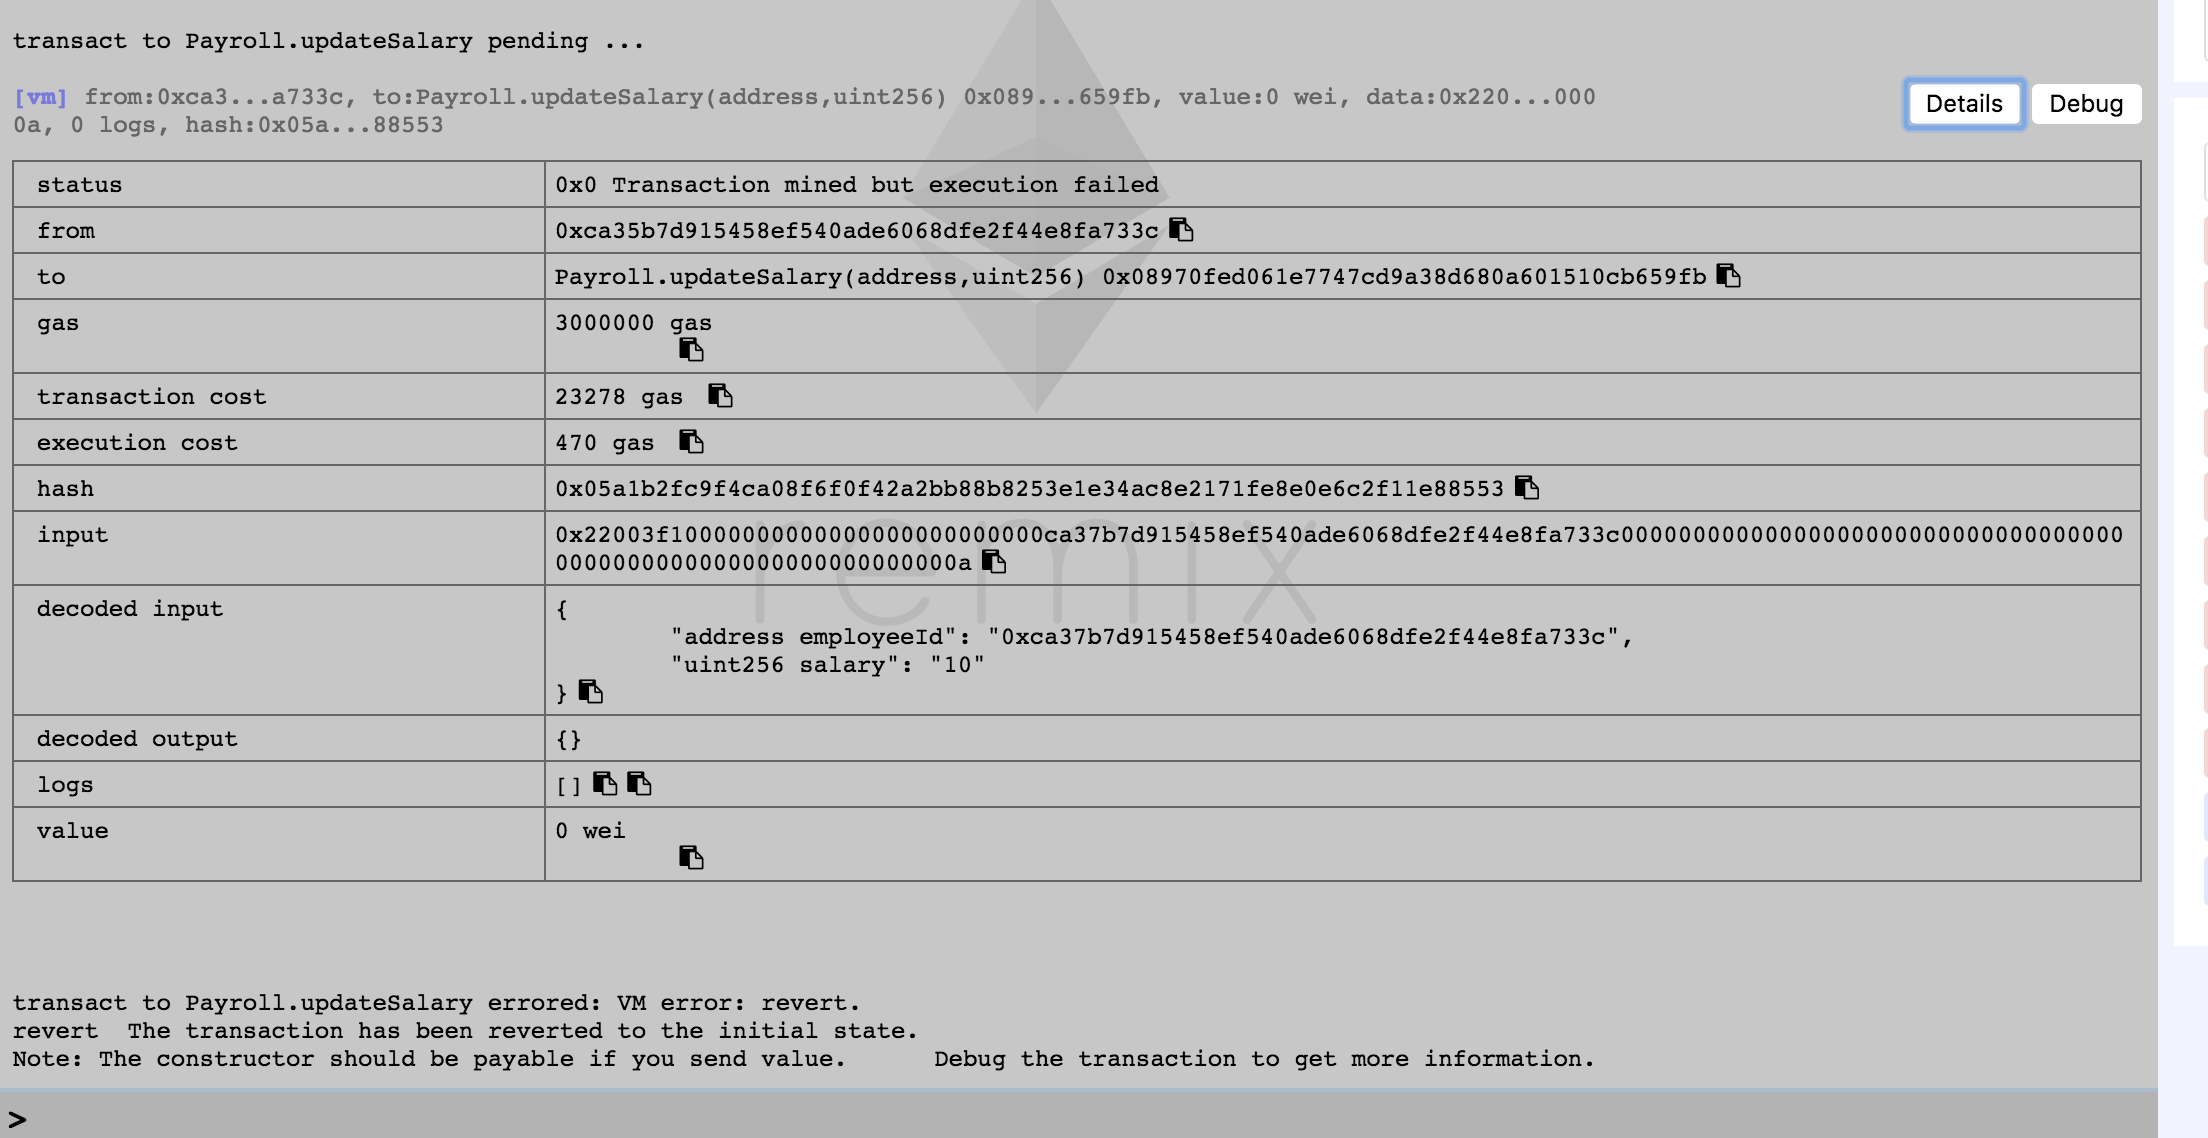 transact to Payroll.updateSalary pending ...
[vm] from:0xca3...a733c, to:Payroll.updateSalary(address,uint256) 0x089...659fb, value:0 wei, data:0x220...000
0a, 0 logs, hash:0x05a...88553
Details Debug
status 0x0 Transaction mined but execution failed
from 0xca35b7d915458ef540ade6068dfe2f44e8fa733c
to Payroll.updateSalary(address,uint256) 0x08970fed061e7747cd9a38d680a601510cb659fb
gas 3000000 gas
transaction cost 23278 gas
execution cost 470 gas
hash 0x05a1b2fc9f4ca08f6f0f42a2bb88b8253e1e34ac8e2171fe8e0e6c2f11e88553
input 0x22003f10000000000000000000000000ca37b7d915458ef540ade6068dfe2f44e8fa733c00000000000000000000000000000000000
0000000000000000000000000000a
decoded input {
"address employeeId": "0xca37b7d915458ef540ade6068dfe2f44e8fa733c",
"uint256 salary": "10"
}
decoded output {}
logs []
value 0 wei
remix
transact to Payroll.updateSalary errored: VM error: revert.
revert The transaction has been reverted to the initial state.
Note: The constructor should be payable if you send value. Debug the transaction to get more information.
>